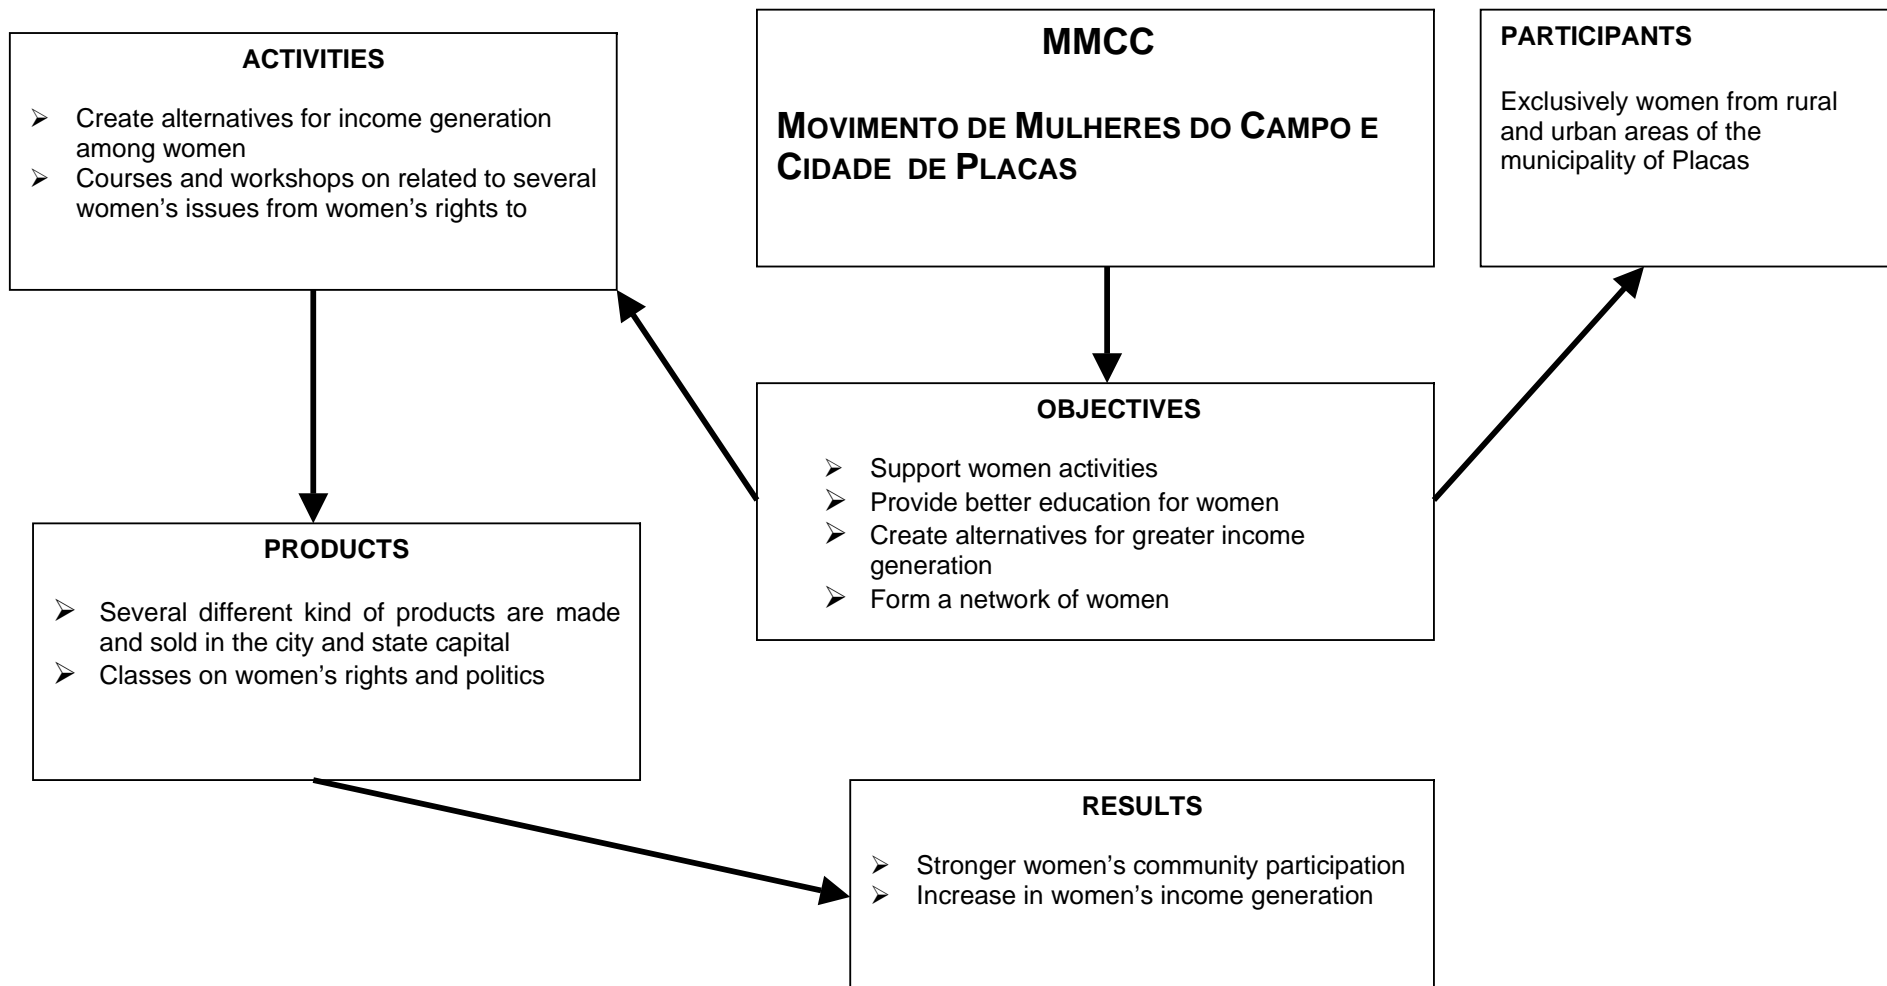 ACTIVITIES
➢ Create alternatives for income generation
among women
➢ Courses and workshops on related to several
women’s issues from women’s rights to
MMCC
MOVIMENTO DE MULHERES DO CAMPO E
CIDADE DE PLACAS
PARTICIPANTS
Exclusively women from rural
and urban areas of the
municipality of Placas
OBJECTIVES
➢ Support women activities
➢ Provide better education for women
➢ Create alternatives for greater income
generation
➢ Form a network of women
PRODUCTS
➢ Several different kind of products are made
and sold in the city and state capital
➢ Classes on women’s rights and politics
RESULTS
➢ Stronger women’s community participation
➢ Increase in women’s income generation